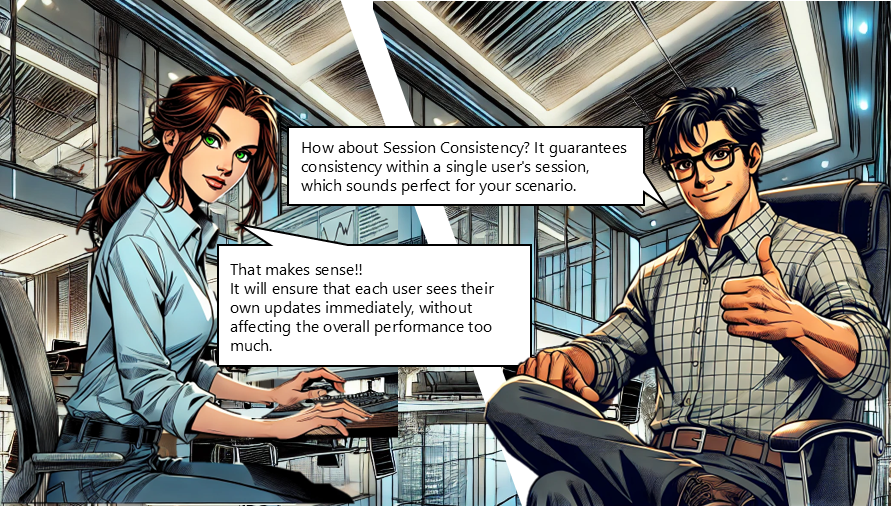 How about Session Consistency? It guarantees
consistency within a single user's session,
which sounds perfect for your scenario.
That makes sense!!
It will ensure that each user sees their
own updates immediately, without
affecting the overall performance too
much.